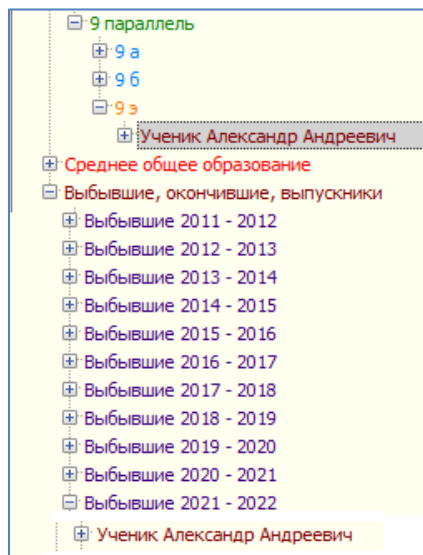 9 параллель
9 а
9 б
9 э
Ученик Александр Андреевич
Среднее общее образование
Выбывшие, окончившие, выпускники
Выбывшие 2011 - 2012
Выбывшие 2012 - 2013
Выбывшие 2013 - 2014
Выбывшие 2014 - 2015
Выбывшие 2015 - 2016
Выбывшие 2016 - 2017
Выбывшие 2017 - 2018
Выбывшие 2018 - 2019
Выбывшие 2019 - 2020
Выбывшие 2020 - 2021
Выбывшие 2021 - 2022
Ученик Александр Андреевич